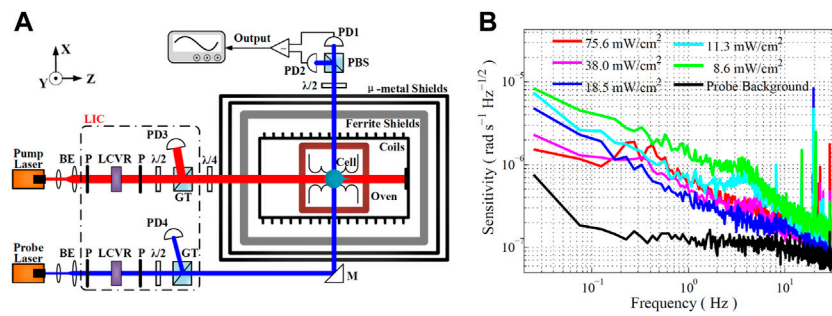 A
X
Y
Z
Output
PD1
PD2
PBS
λ/2
μ-metal Shields
Ferrite Shields
Coils
Cell
Oven
LIC
PD3
Pump
Laser
BE
P
LCVR
P
λ/2
λ/4
GT
PD4
Probe
Laser
BE
P
LCVR
P
λ/2
GT
M
B
75.6 mW/cm²
38.0 mW/cm²
18.5 mW/cm²
11.3 mW/cm²
8.6 mW/cm²
Probe Background
Sensitivity ( rad s⁻¹ Hz⁻¹/²)
10⁻⁵
10⁻⁶
10⁻⁷
10⁻¹
10⁰
10¹
Frequency ( Hz )